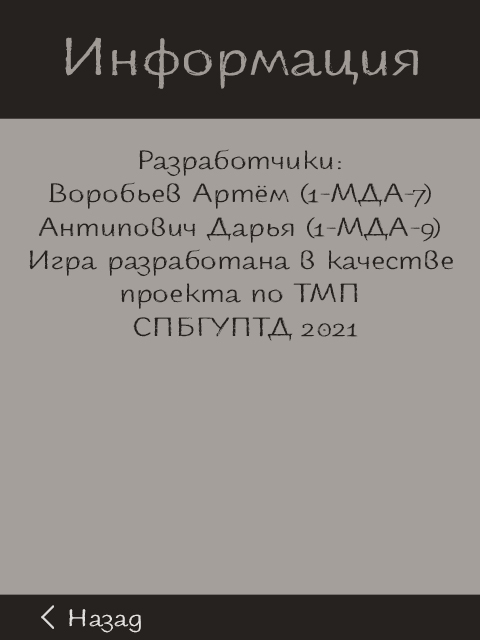 Информация
Разработчики:
Воробьев Артём (1-МДА-7)
Антипович Дарья (1-МДА-9)
Игра разработана в качестве
проекта по ТМП
СПБГУПТД 2021
Назад